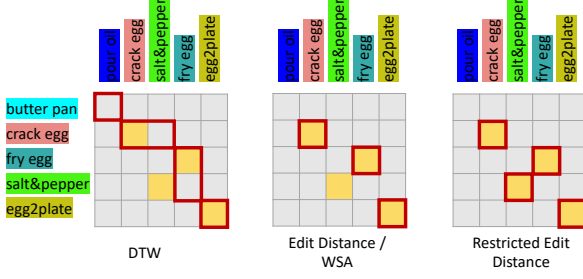 pour oil
crack egg
salt&pepper
fry egg
egg2plate
pour oil
crack egg
salt&pepper
fry egg
egg2plate
pour oil
crack egg
salt&pepper
fry egg
egg2plate
butter pan
crack egg
fry egg
salt&pepper
egg2plate
DTW
Edit Distance /
WSA
Restricted Edit
Distance